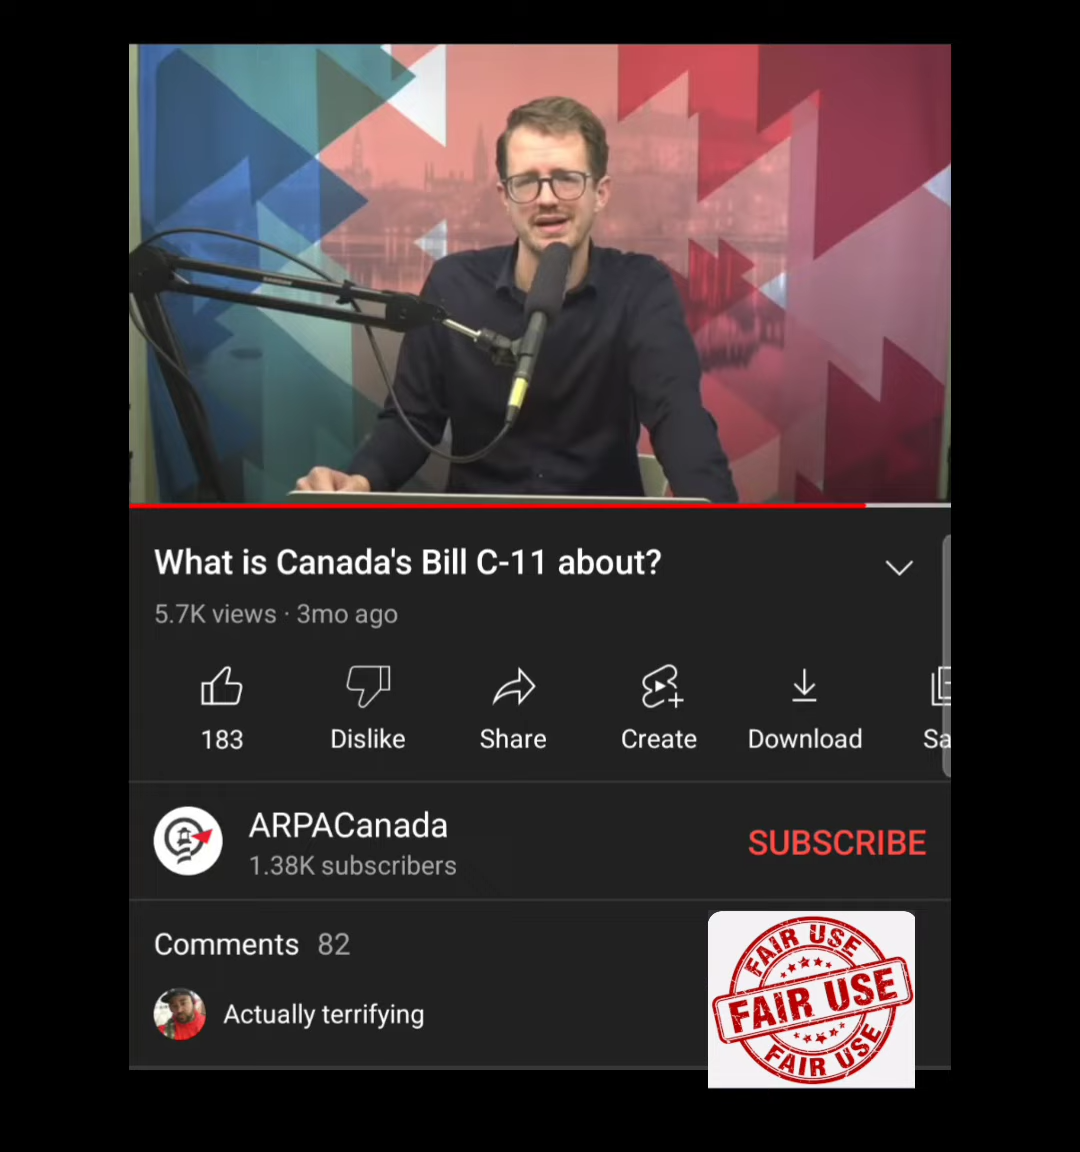 What is Canada's Bill C-11 about?
5.7K views · 3mo ago
183
Dislike
Share
Create
Download
Sa
ARPACanada
1.38K subscribers
SUBSCRIBE
Comments 82
Actually terrifying
FAIR USE
FAIR USE
FAIR USE